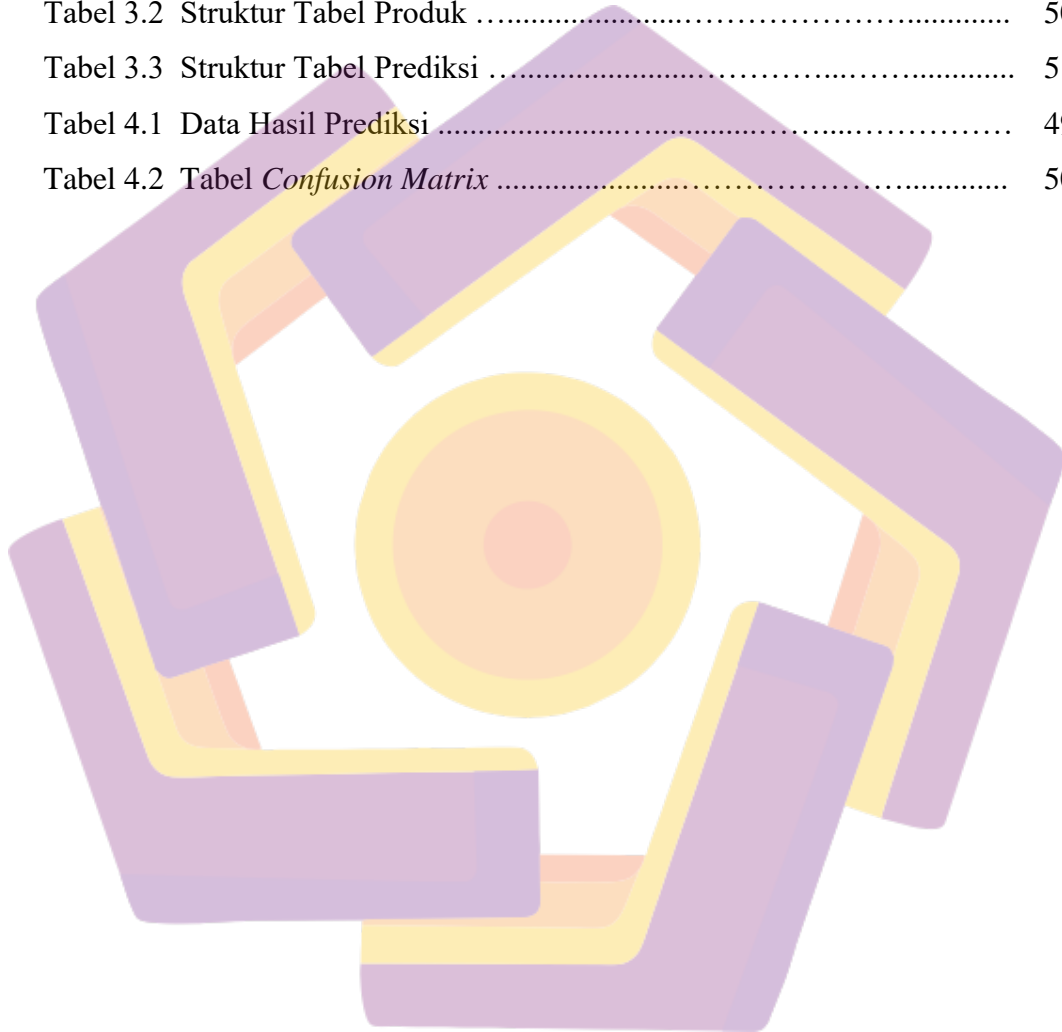 Tabel 3.2 Struktur Tabel Produk ….......................……………………............. 5
Tabel 3.3 Struktur Tabel Prediksi ….........................…………...……............. 5
Tabel 4.1 Data Hasil Prediksi ..........................……..........……...…………… 4
Tabel 4.2 Tabel Confusion Matrix ........................……………………............. 5